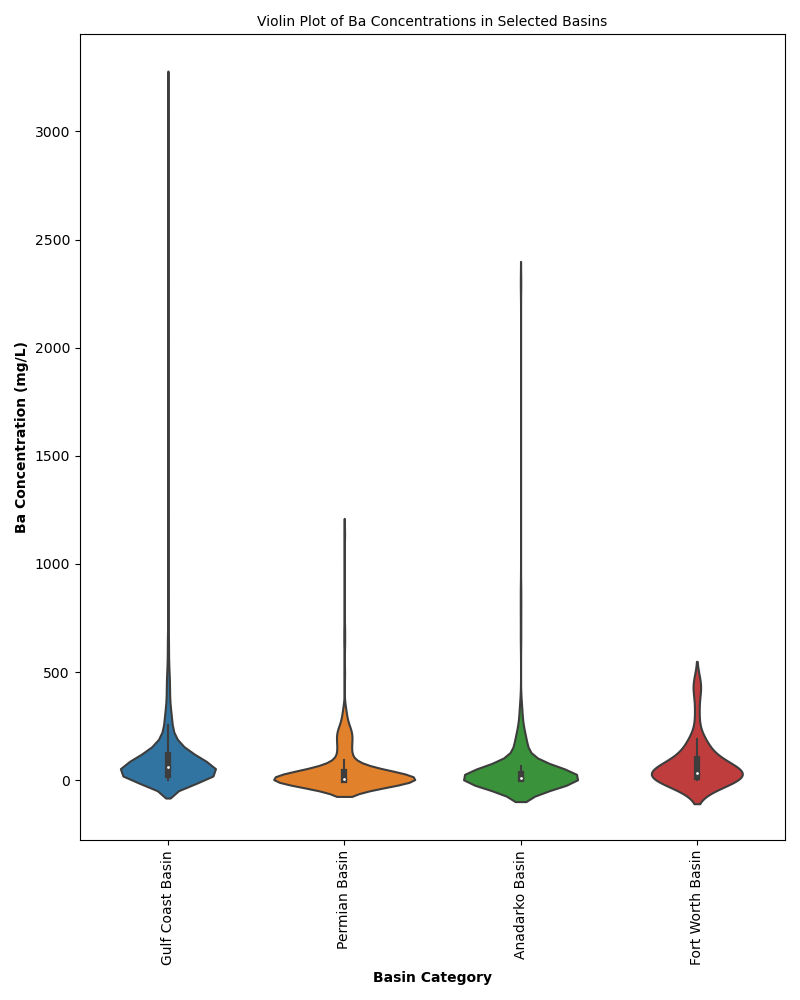 Violin Plot of Ba Concentrations in Selected Basins
Ba Concentration (mg/L)
3000
2500
2000
1500
1000
500
0
Gulf Coast Basin
Permian Basin
Anadarko Basin
Fort Worth Basin
Basin Category